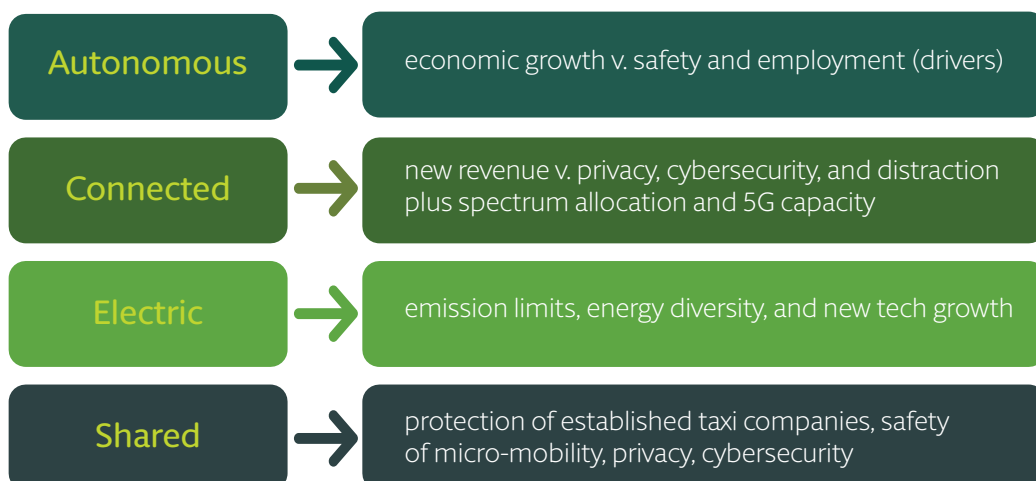 Autonomous
economic growth v. safety and employment (drivers)
Connected
new revenue v. privacy, cybersecurity, and distraction
plus spectrum allocation and 5G capacity
Electric
emission limits, energy diversity, and new tech growth
Shared
protection of established taxi companies, safety
of micro-mobility, privacy, cybersecurity